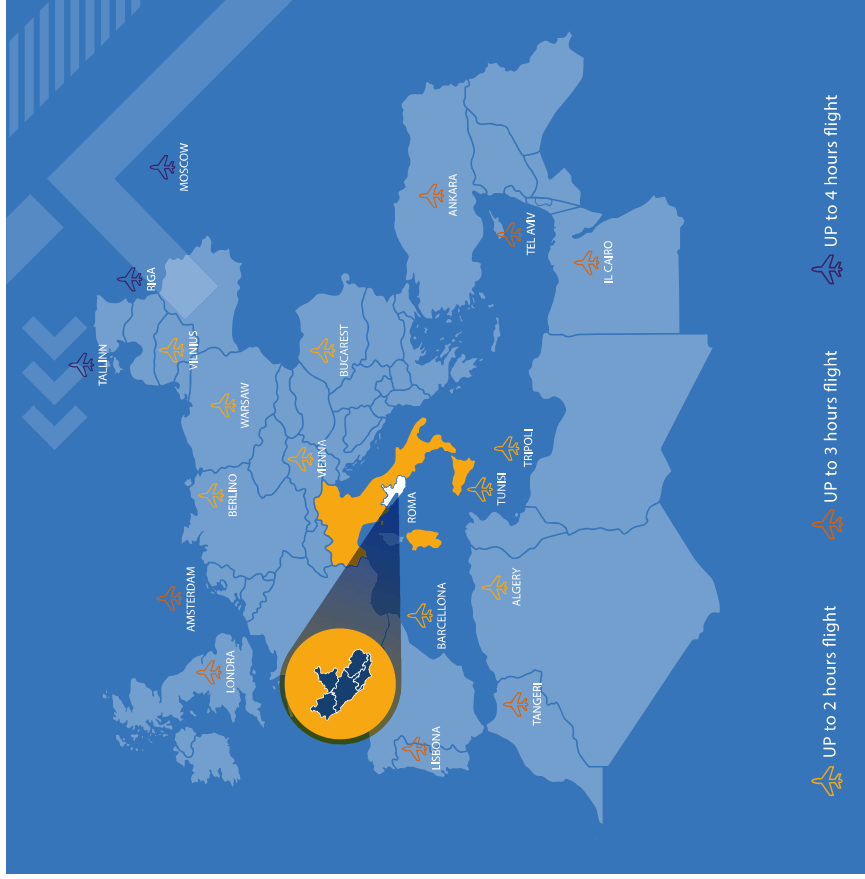 TALLINN
RIGA
MOSCOW
VILNIUS
WARSAW
BERLINO
AMSTERDAM
LONDRA
VIENNA
BUCAREST
ANKARA
ROMA
BARCELLONA
LISBONA
TUNISI
TRIPOLI
TEL AVIV
ALGERY
TANGERI
IL CAIRO
UP to 2 hours flight
UP to 3 hours flight
UP to 4 hours flight